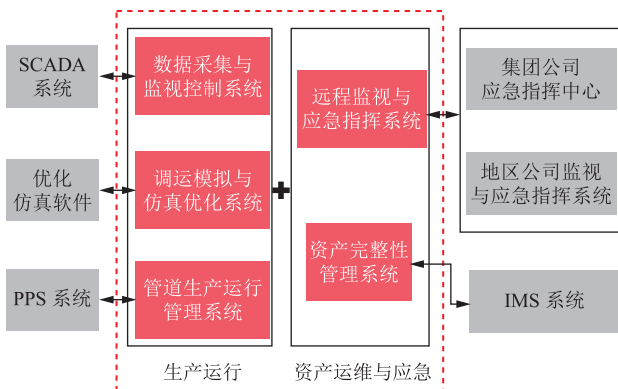 SCADA
系统
优化
仿真软件
PPS 系统
数据采集与
监视控制系统
调运模拟与
仿真优化系统
管道生产运行
管理系统
生产运行
远程监视与
应急指挥系统
资产完整性
管理系统
资产运维与应急
集团公司
应急指挥中心
地区公司监视
与应急指挥系统
IMS 系统